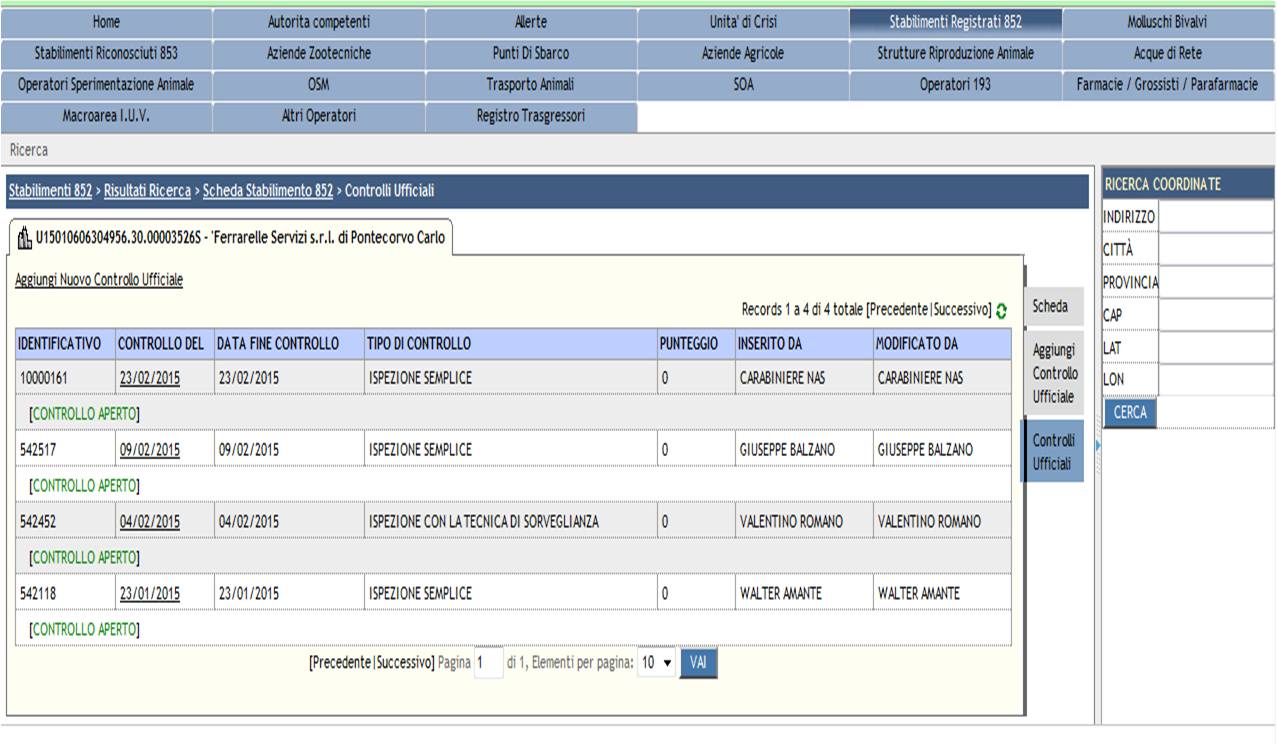 Home Autorita competenti Allerte Unita' di Crisi Stabilimenti Registrati 852 Molluschi Bivalvi
Stabilimenti Riconosciuti 853 Aziende Zootecniche Punti Di Sbarco Aziende Agricole Strutture Riproduzione Animale Acque di Rete
Operatori Sperimentazione Animale OSM Trasporto Animali SOA Operatori 193 Farmacie / Grossisti / Parafarmacie
Macroarea I.U.V. Altri Operatori Registro Trasgressori
Ricerca
Stabilimenti 852 > Risultati Ricerca > Scheda Stabilimento 852 > Controlli Ufficiali
U15010606304956.30.00003526S - 'Ferrarelle Servizi s.r.l. di Pontecorvo Carlo
Aggiungi Nuovo Controllo Ufficiale
Records 1 a 4 di 4 totale [Precedente|Successivo]
IDENTIFICATIVO CONTROLLO DEL DATA FINE CONTROLLO TIPO DI CONTROLLO PUNTEGGIO INSERITO DA MODIFICATO DA
10000161 23/02/2015 23/02/2015 ISPEZIONE SEMPLICE 0 CARABINIERE NAS CARABINIERE NAS
[CONTROLLO APERTO]
542517 09/02/2015 09/02/2015 ISPEZIONE SEMPLICE 0 GIUSEPPE BALZANO GIUSEPPE BALZANO
[CONTROLLO APERTO]
542452 04/02/2015 04/02/2015 ISPEZIONE CON LA TECNICA DI SORVEGLIANZA 0 VALENTINO ROMANO VALENTINO ROMANO
[CONTROLLO APERTO]
542118 23/01/2015 23/01/2015 ISPEZIONE SEMPLICE 0 WALTER AMANTE WALTER AMANTE
[CONTROLLO APERTO]
[Precedente|Successivo] Pagina 1 di 1, Elementi per pagina: 10 VAI
Scheda
Aggiungi
Controllo
Ufficiale
Controlli
Ufficiali
RICERCA COORDINATE
INDIRIZZO
CITTÀ
PROVINCIA
CAP
LAT
LON
CERCA